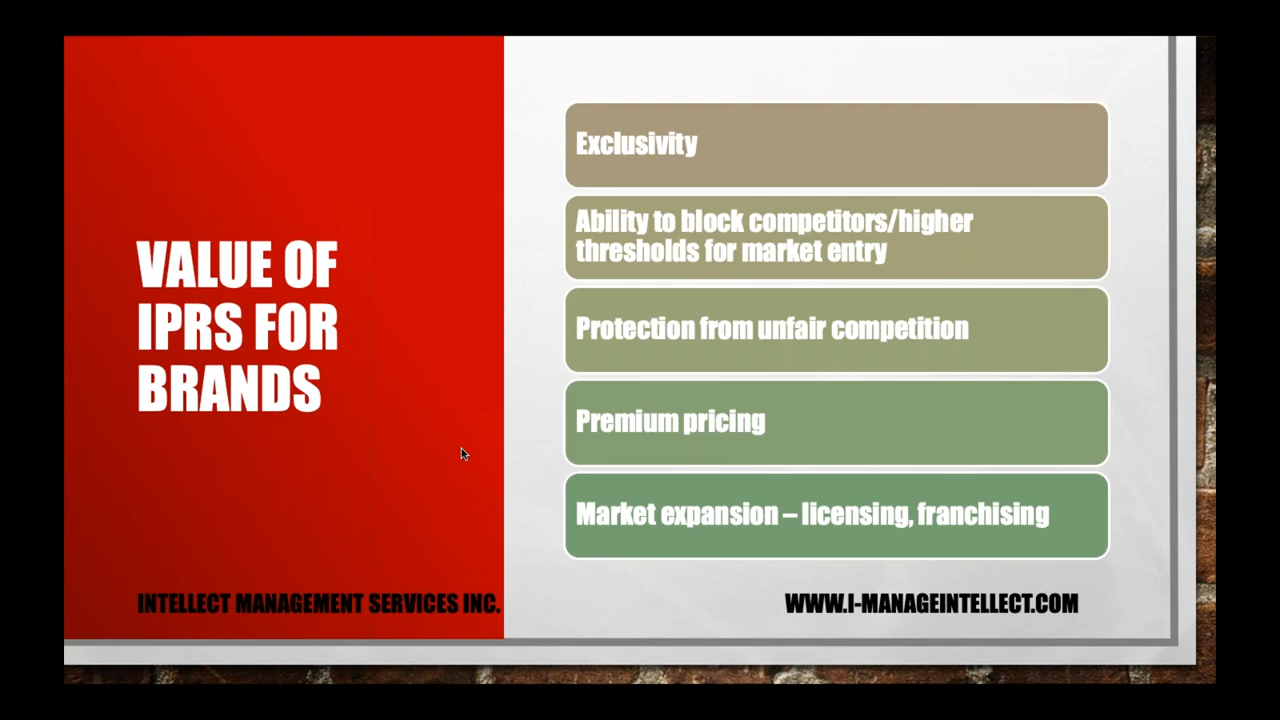 VALUE OF
IPRS FOR
BRANDS
Exclusivity
Ability to block competitors/higher
thresholds for market entry
Protection from unfair competition
Premium pricing
Market expansion – licensing, franchising
INTELLECT MANAGEMENT SERVICES INC.
WWW.I-MANAGEINTELLECT.COM